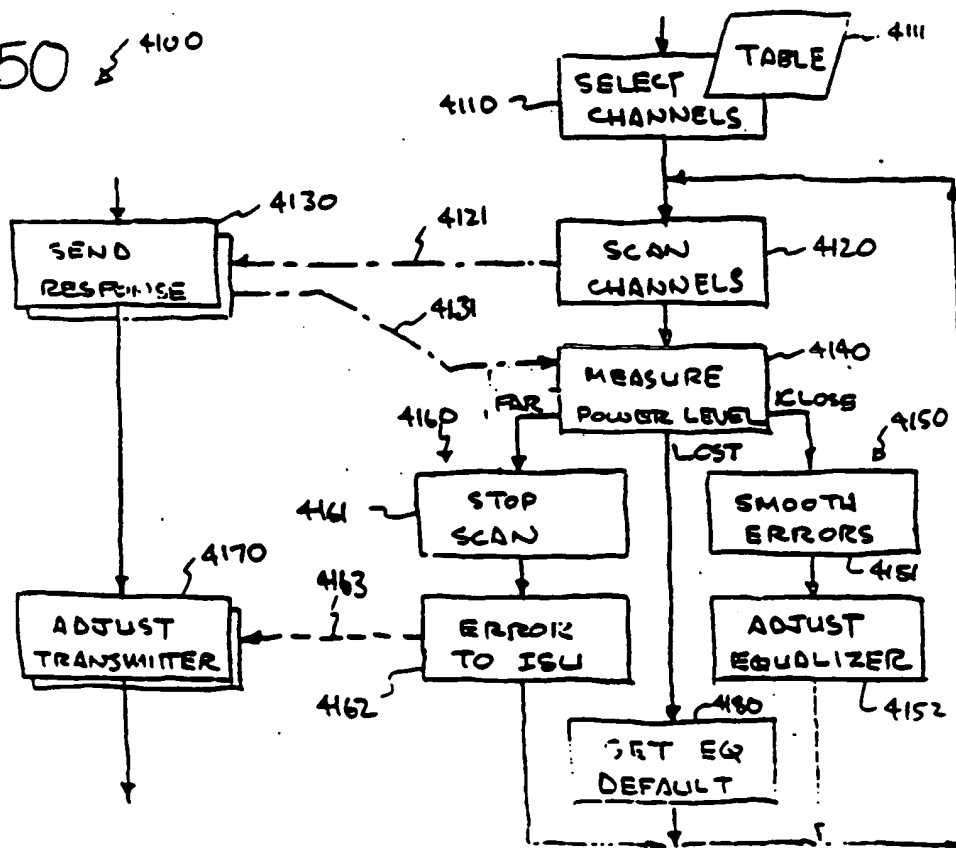 50 4100
TABLE
4111
4110
SELECT
CHANNELS
4130
SEND
RESPONSE
4121
SCAN
CHANNELS
4120
4131
4140
MEASURE
POWER LEVEL
FAR
CLOSE
LOST
4160
4150
4161
STOP
SCAN
SMOOTH
ERRORS
4151
4170
ADJUST
TRANSMITTER
4163
ERROR
TO ISU
4162
ADJUST
EQUALIZER
4152
4180
SET EQ
DEFAULT